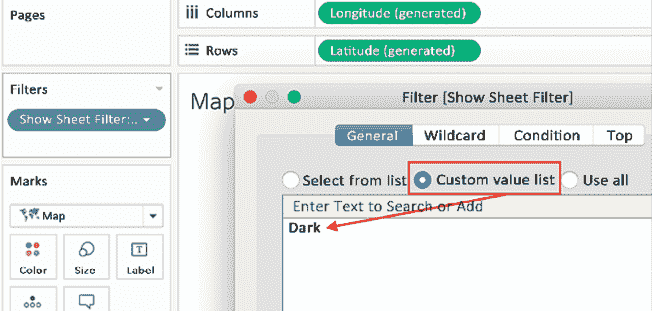 Pages
Columns
Longitude (generated)
Rows
Latitude (generated)
Filters
Show Sheet Filter:..
Map
Filter [Show Sheet Filter]
General
Wildcard
Condition
Top
Select from list
Custom value list
Use all
Enter Text to Search or Add
Dark
Marks
Map
Color
Size
Label